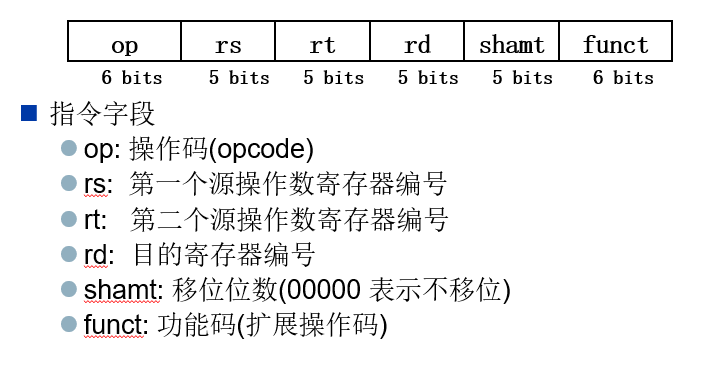 op rs rt rd shamt funct
6 bits 5 bits 5 bits 5 bits 5 bits 6 bits
指令字段
op: 操作码(opcode)
rs: 第一个源操作数寄存器编号
rt: 第二个源操作数寄存器编号
rd: 目的寄存器编号
shamt: 移位位数(00000 表示不移位)
funct: 功能码(扩展操作码)